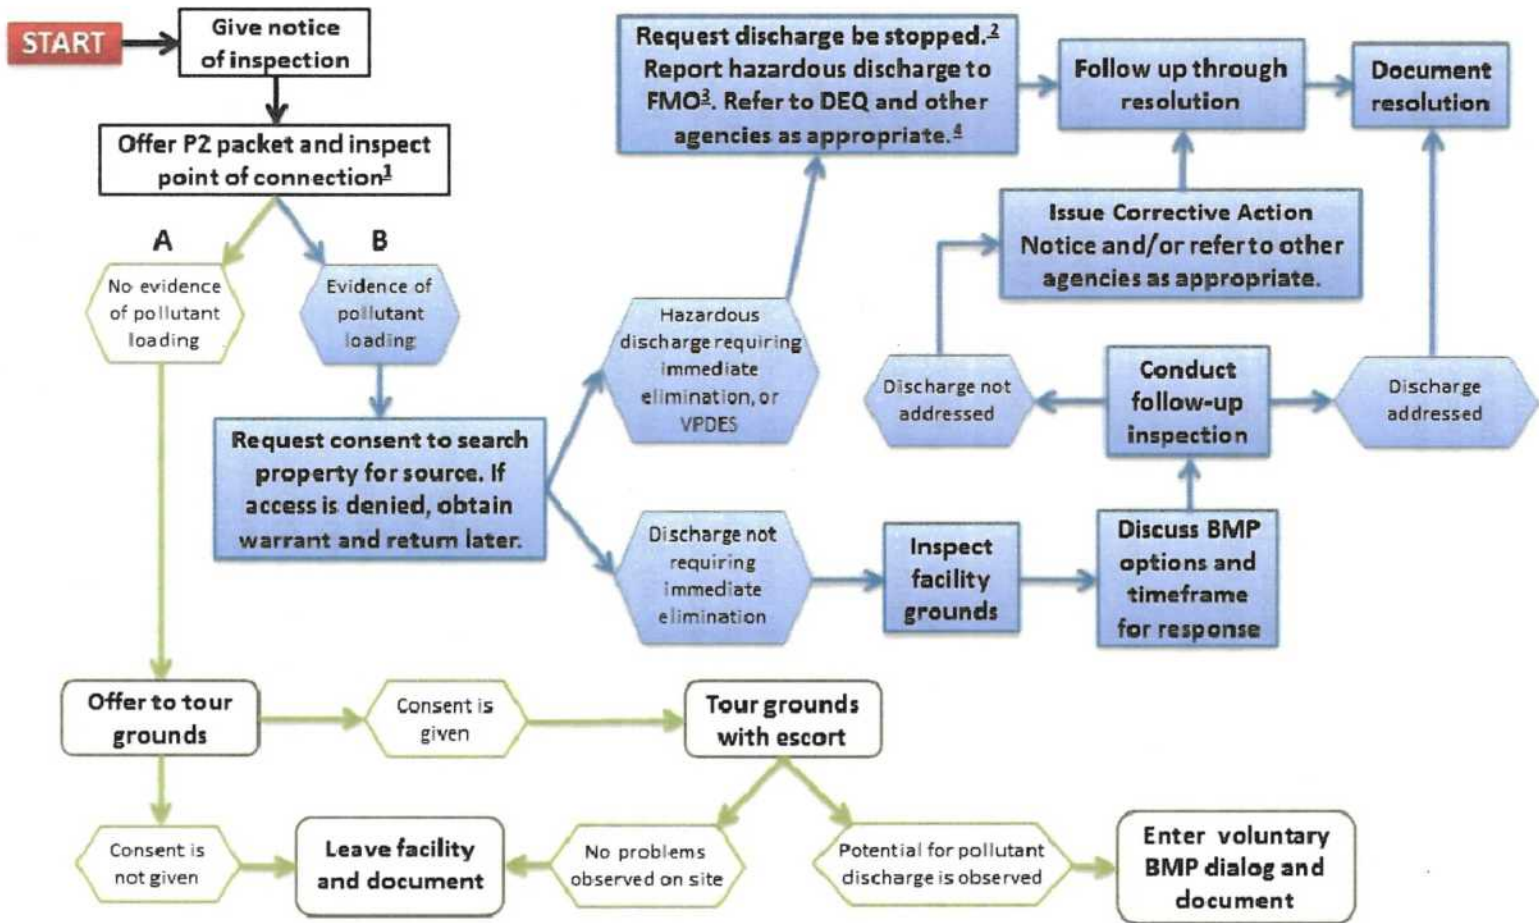 START
Give notice
of inspection
Offer P2 packet and inspect
point of connection1
A
B
No evidence
of pollutant
loading
Evidence of
pollutant
loading
Request consent to search
property for source. If
access is denied, obtain
warrant and return later.
Hazardous
discharge requiring
immediate
elimination, or
VPDES
Request discharge be stopped.2
Report hazardous discharge to
FMO3. Refer to DEQ and other
agencies as appropriate.4
Follow up through
resolution
Document
resolution
Issue Corrective Action
Notice and/or refer to other
agencies as appropriate.
Discharge not
addressed
Conduct
follow-up
inspection
Discharge
addressed
Discharge not
requiring
immediate
elimination
Inspect
facility
grounds
Discuss BMP
options and
timeframe
for response
Offer to tour
grounds
Consent is
given
Tour grounds
with escort
Consent is
not given
Leave facility
and document
No problems
observed on site
Potential for pollutant
discharge is observed
Enter voluntary
BMP dialog and
document